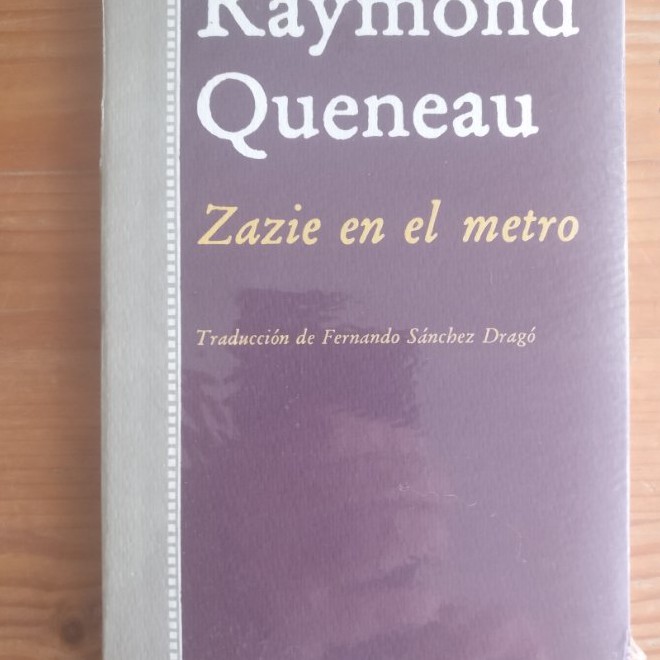 Raymond
Queneau
Zazie en el metro
Traducción de Fernando Sánchez Dragó